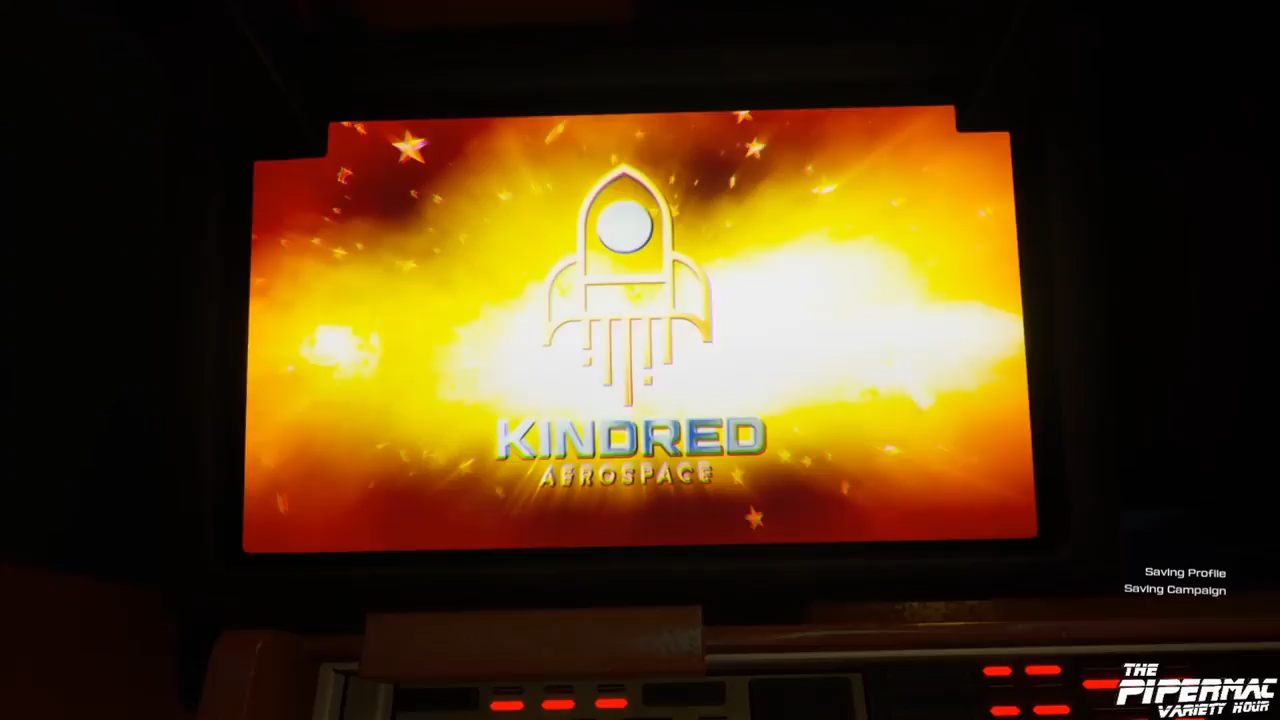 KINDRED
AEROSPACE
Saving Profile
Saving Campaign
THE
PIPERMAC
VARIETY HOUR